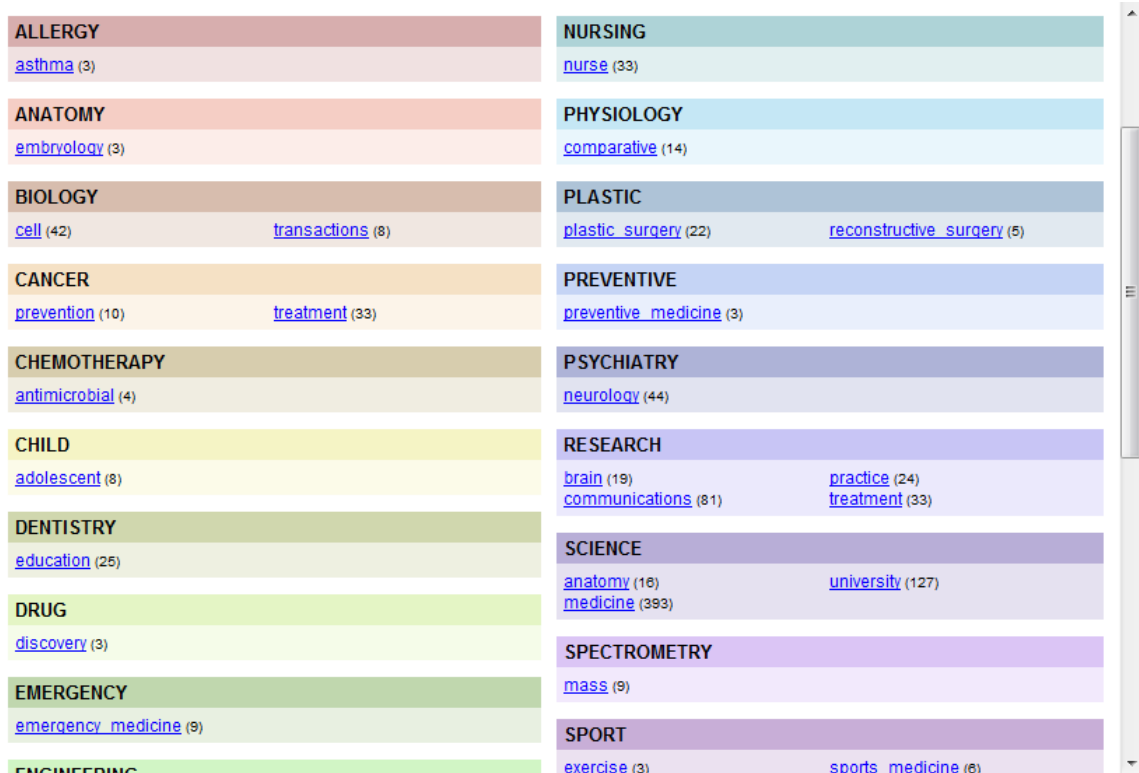 ALLERGY
asthma (3)
ANATOMY
embryology (3)
BIOLOGY
cell (42) transactions (8)
CANCER
prevention (10) treatment (33)
CHEMOTHERAPY
antimicrobial (4)
CHILD
adolescent (8)
DENTISTRY
education (25)
DRUG
discovery (3)
EMERGENCY
emergency_medicine (9)
ENGINEERING
NURSING
nurse (33)
PHYSIOLOGY
comparative (14)
PLASTIC
plastic_surgery (22) reconstructive_surgery (5)
PREVENTIVE
preventive_medicine (3)
PSYCHIATRY
neurology (44)
RESEARCH
brain (19) practice (24)
communications (81) treatment (33)
SCIENCE
anatomy (16) university (127)
medicine (393)
SPECTROMETRY
mass (9)
SPORT
exercise (3) sports_medicine (6)